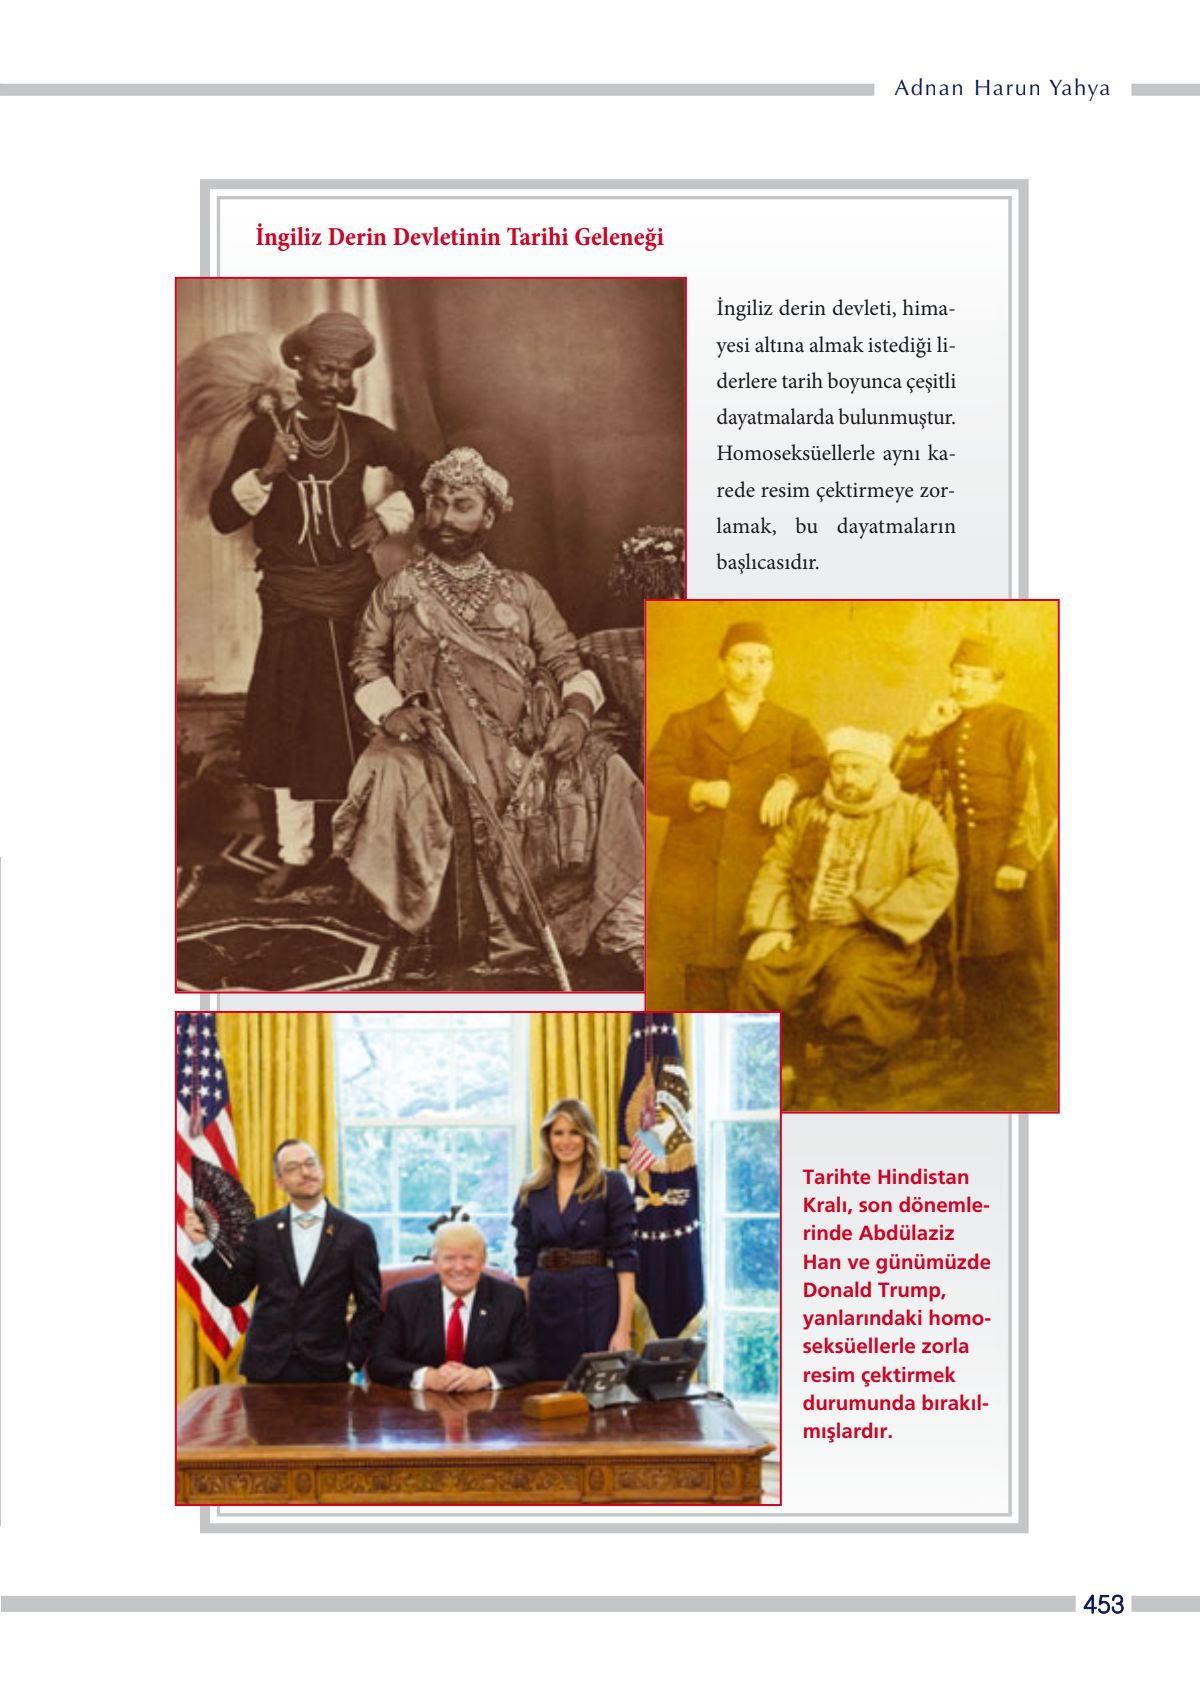 Adnan Harun Yahya
İngiliz Derin Devletinin Tarihi Geleneği
İngiliz derin devleti, hima-
yesi altına almak istediği li-
derlere tarih boyunca çeşitli
dayatmalarda bulunmuştur.
Homoseksüellerle aynı ka-
rede resim çektirmeye zor-
lamak, bu dayatmaların
başlıcasıdır.
Tarihte Hindistan
Kralı, son dönemle-
rinde Abdülaziz
Han ve günümüzde
Donald Trump,
yanlarındaki homo-
seksüellerle zorla
resim çektirmek
durumunda bırakıl-
mışlardır.
453